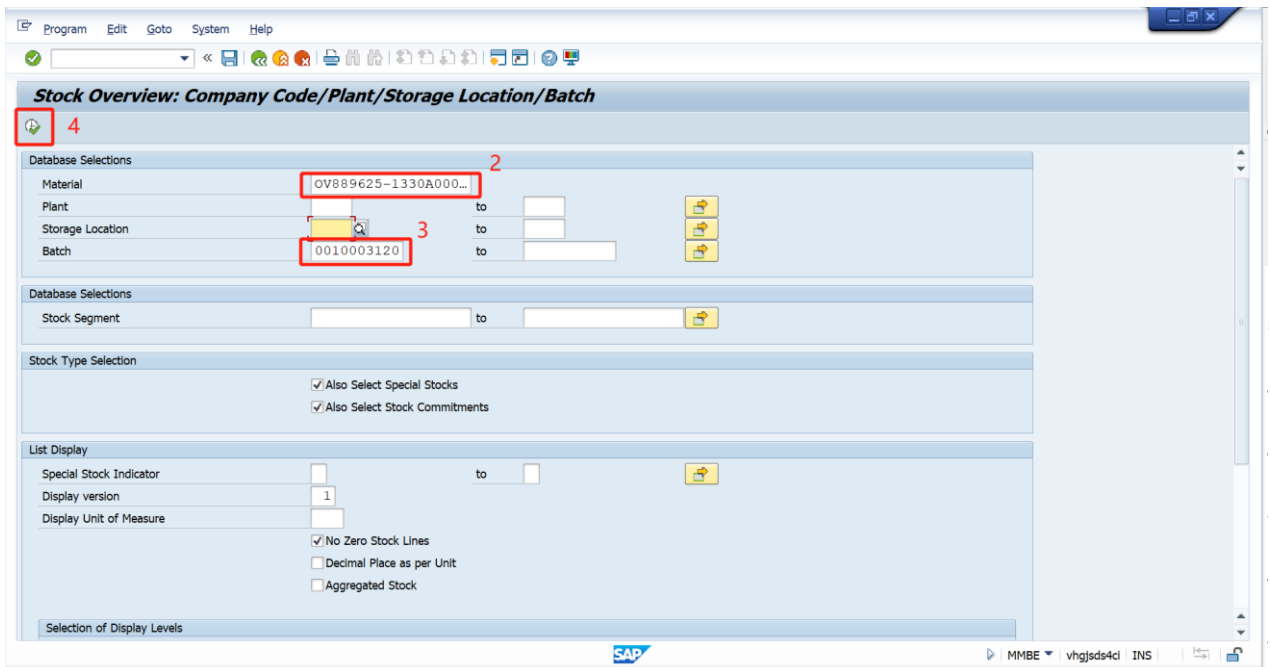 Program Edit Goto System Help
Stock Overview: Company Code/Plant/Storage Location/Batch
4
Database Selections
2
Material OV889625-1330A000...
Plant to
Storage Location to
3
Batch 0010003120 to
Database Selections
Stock Segment to
Stock Type Selection
Also Select Special Stocks
Also Select Stock Commitments
List Display
Special Stock Indicator to
Display version 1
Display Unit of Measure
No Zero Stock Lines
Decimal Place as per Unit
Aggregated Stock
Selection of Display Levels
SAP MMBE vhgjsds4ci INS